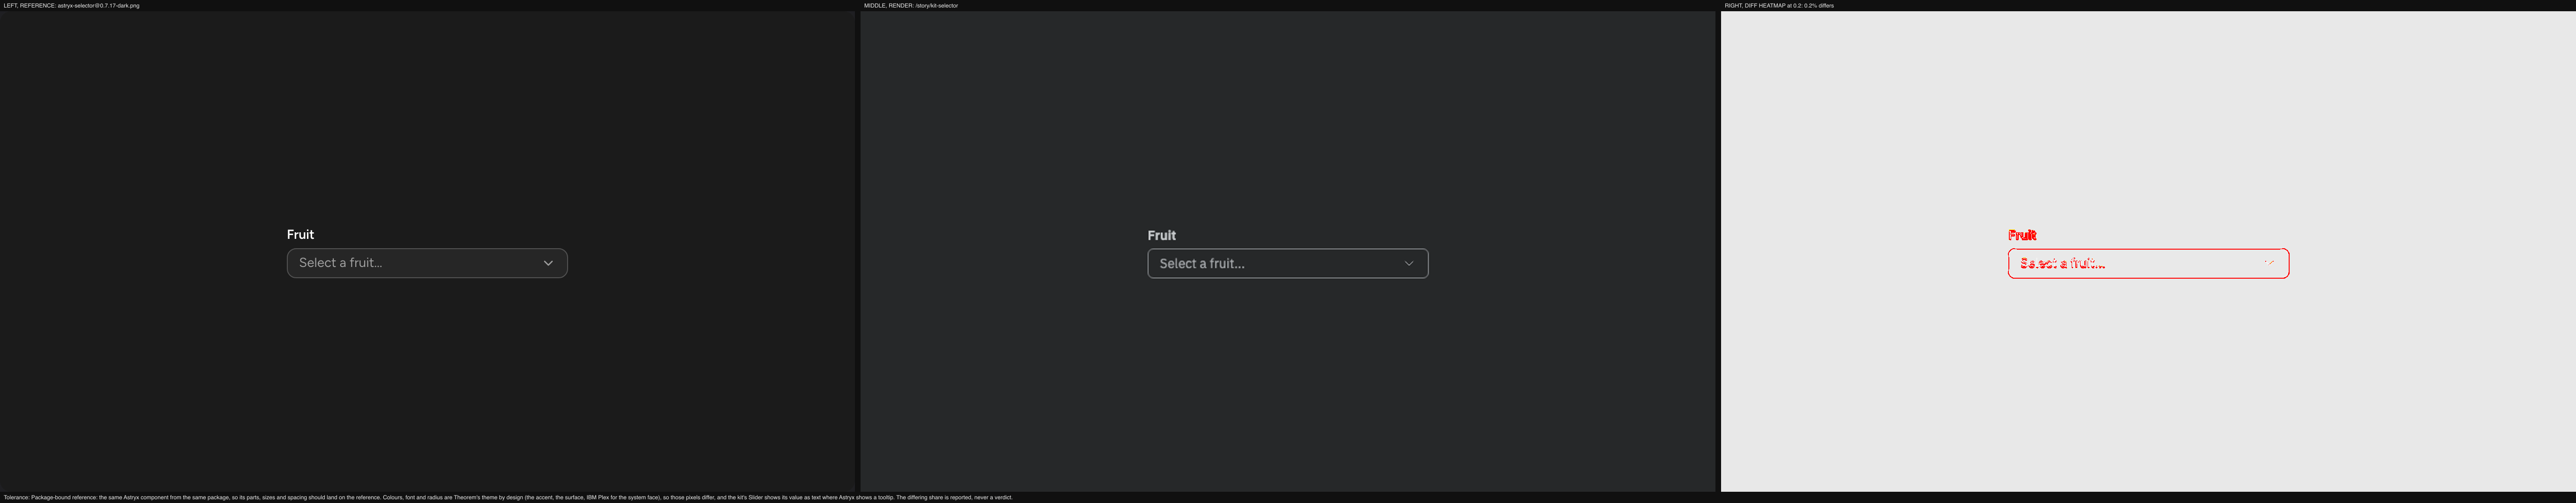 LEFT, REFERENCE: astryx-selector@0.7.17-dark.png
MIDDLE, RENDER: /story/kit-selector
RIGHT, DIFF HEATMAP at 0.2: 0.2% differs
Fruit
Select a fruit...
Fruit
Select a fruit...
Fruit
Select a fruit...
Tolerance: Package-bound reference: the same Astryx component from the same package, so its parts, sizes and spacing should land on the reference. Colours, font and radius are Theorem's theme by design (the accent, the surface, IBM Plex for the system face), so those pixels differ, and the kit's Slider shows its value as text where Astryx shows a tooltip. The differing share is reported, never a verdict.